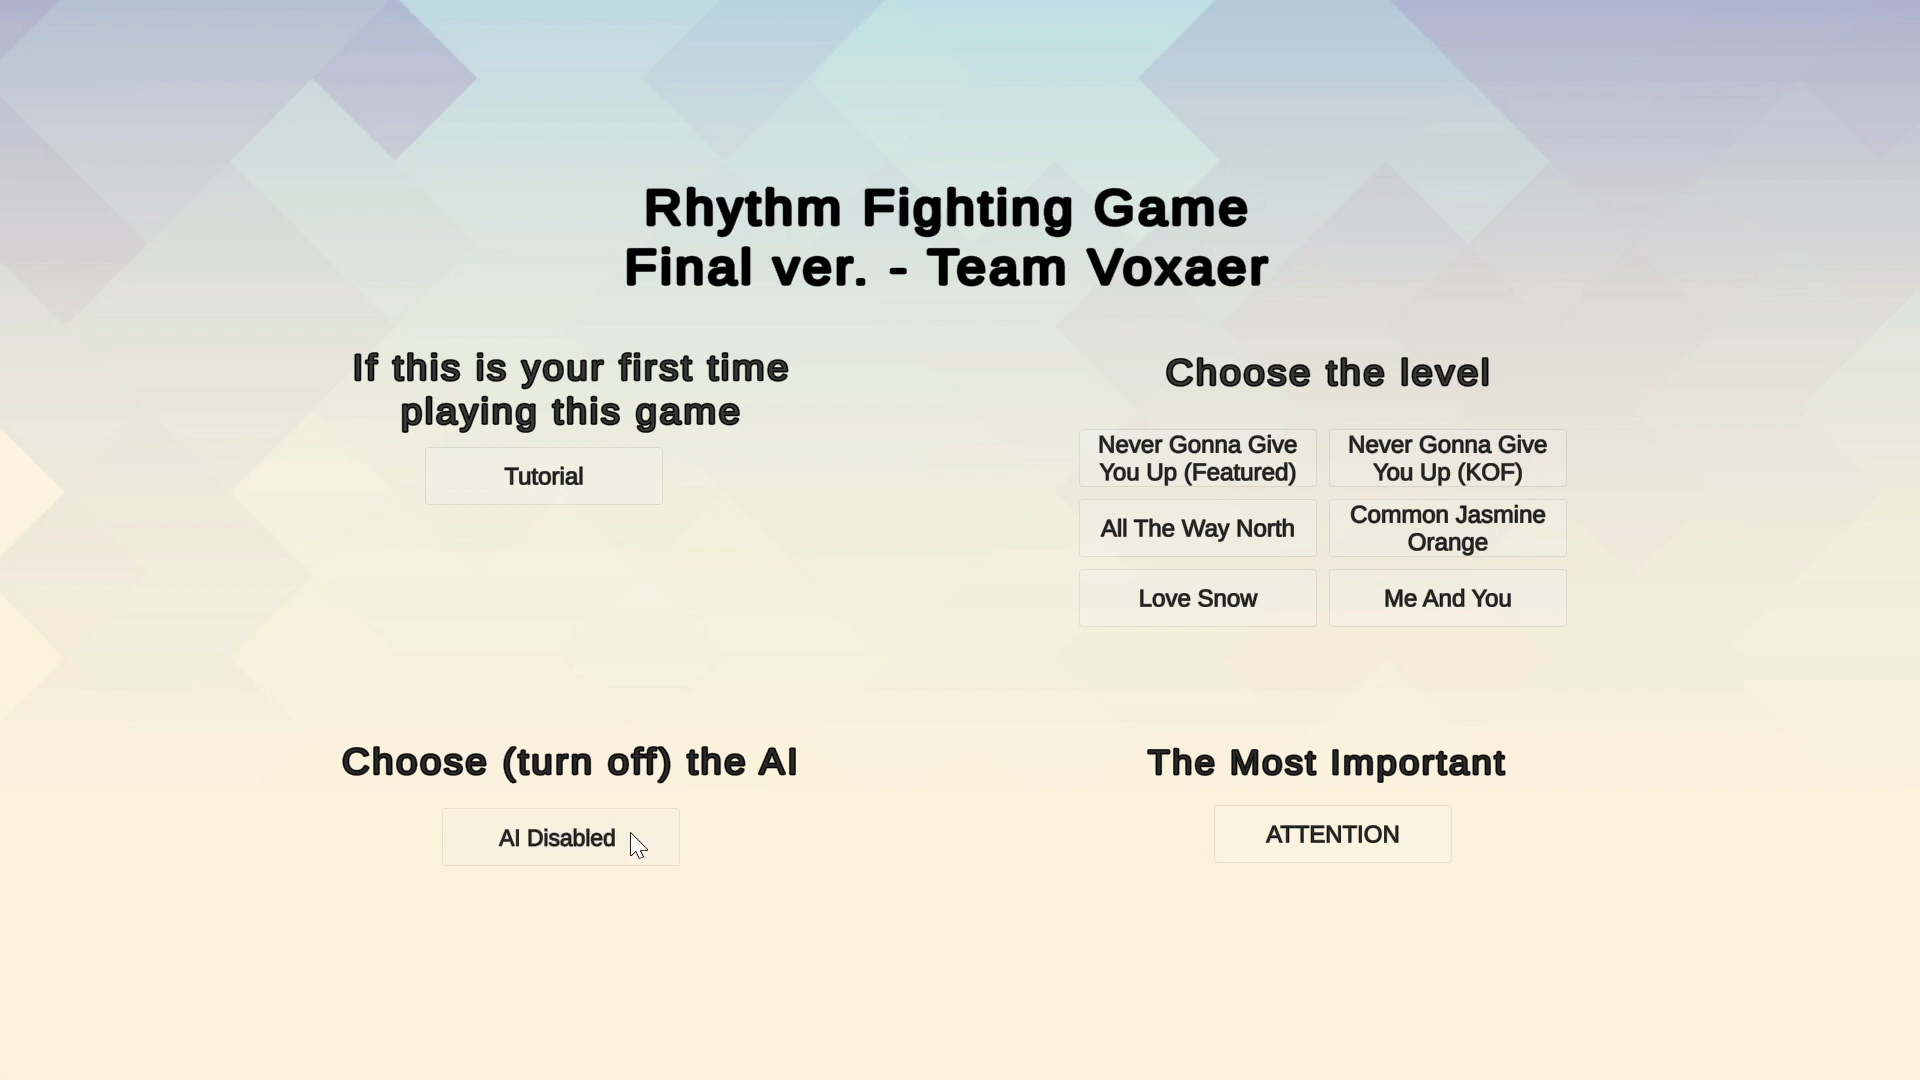 Rhythm Fighting Game
Final ver. - Team Voxaer
If this is your first time
playing this game
Tutorial
Choose the level
Never Gonna Give
You Up (Featured)
Never Gonna Give
You Up (KOF)
All The Way North
Common Jasmine
Orange
Love Snow
Me And You
Choose (turn off) the AI
AI Disabled
The Most Important
ATTENTION